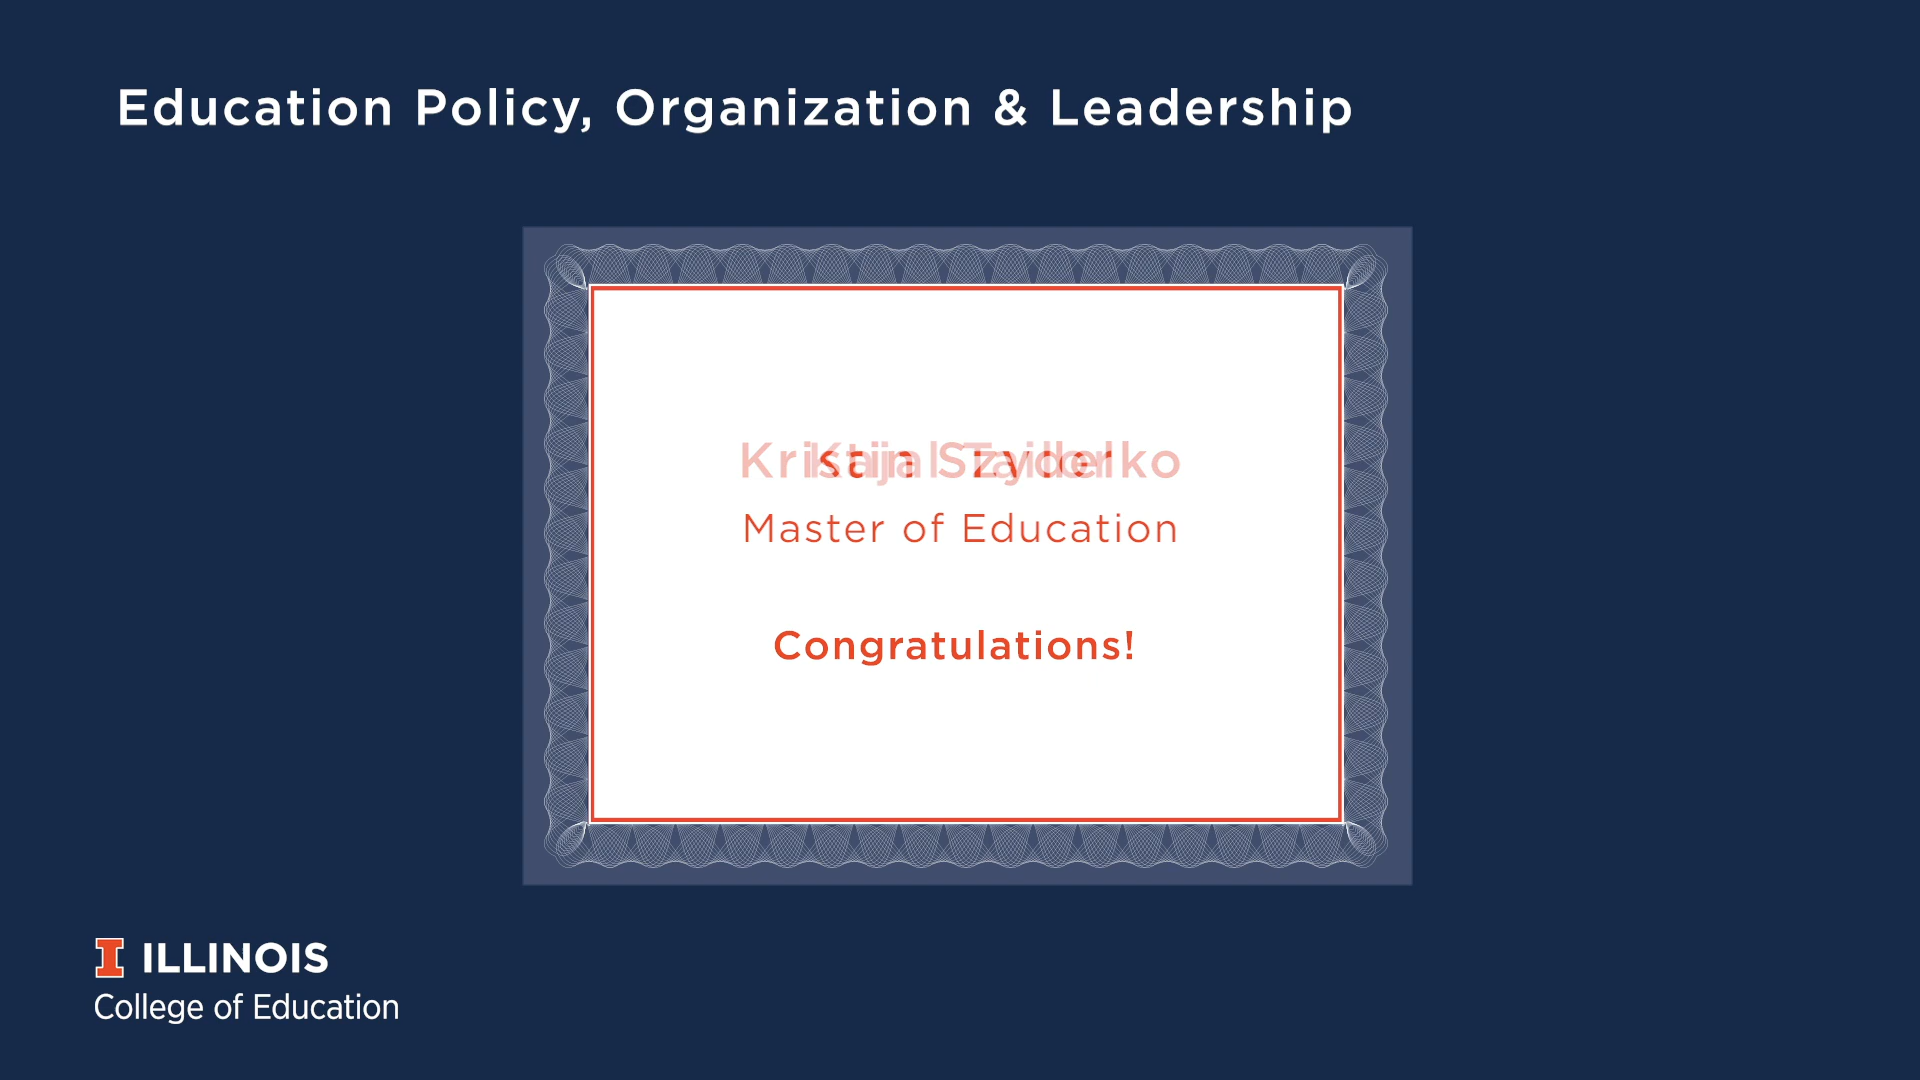 Education Policy, Organization & Leadership
Master of Education
Congratulations!
I ILLINOIS
College of Education